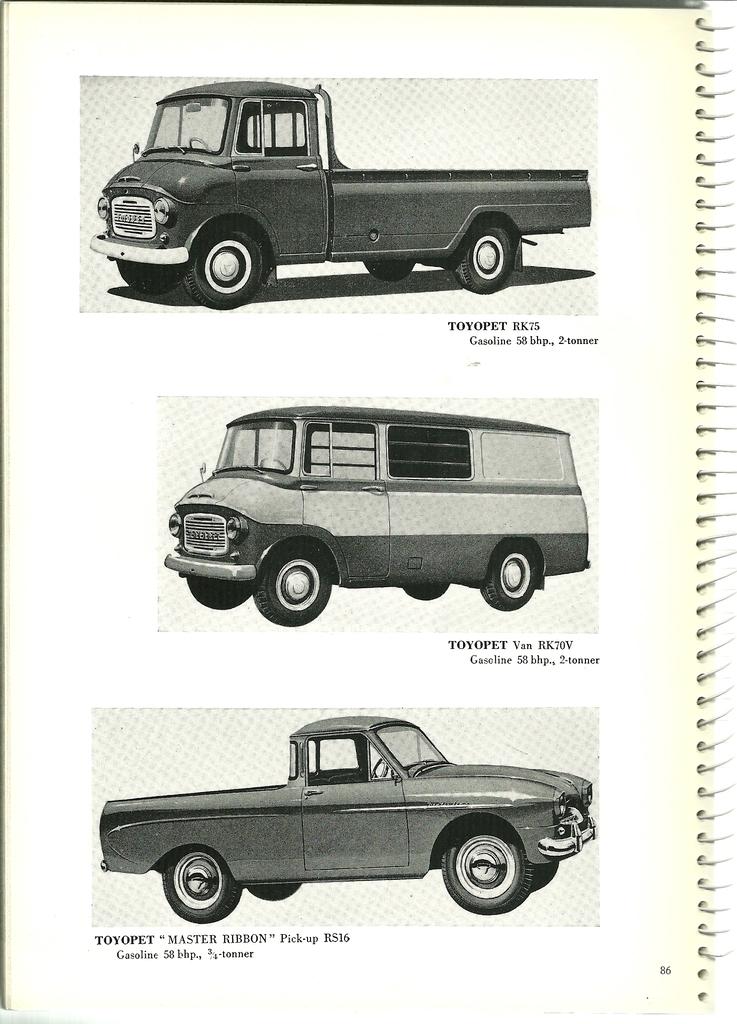 TOYOPET RK75
Gasoline 58 bhp., 2-tonner
TOYOPET
TOYOPET Van RK70V
Gasoline 58 bhp., 2-tonner
TOYOPET "MASTER RIBBON" Pick-up RS16
Gasoline 58 bhp., ¾-tonner
86